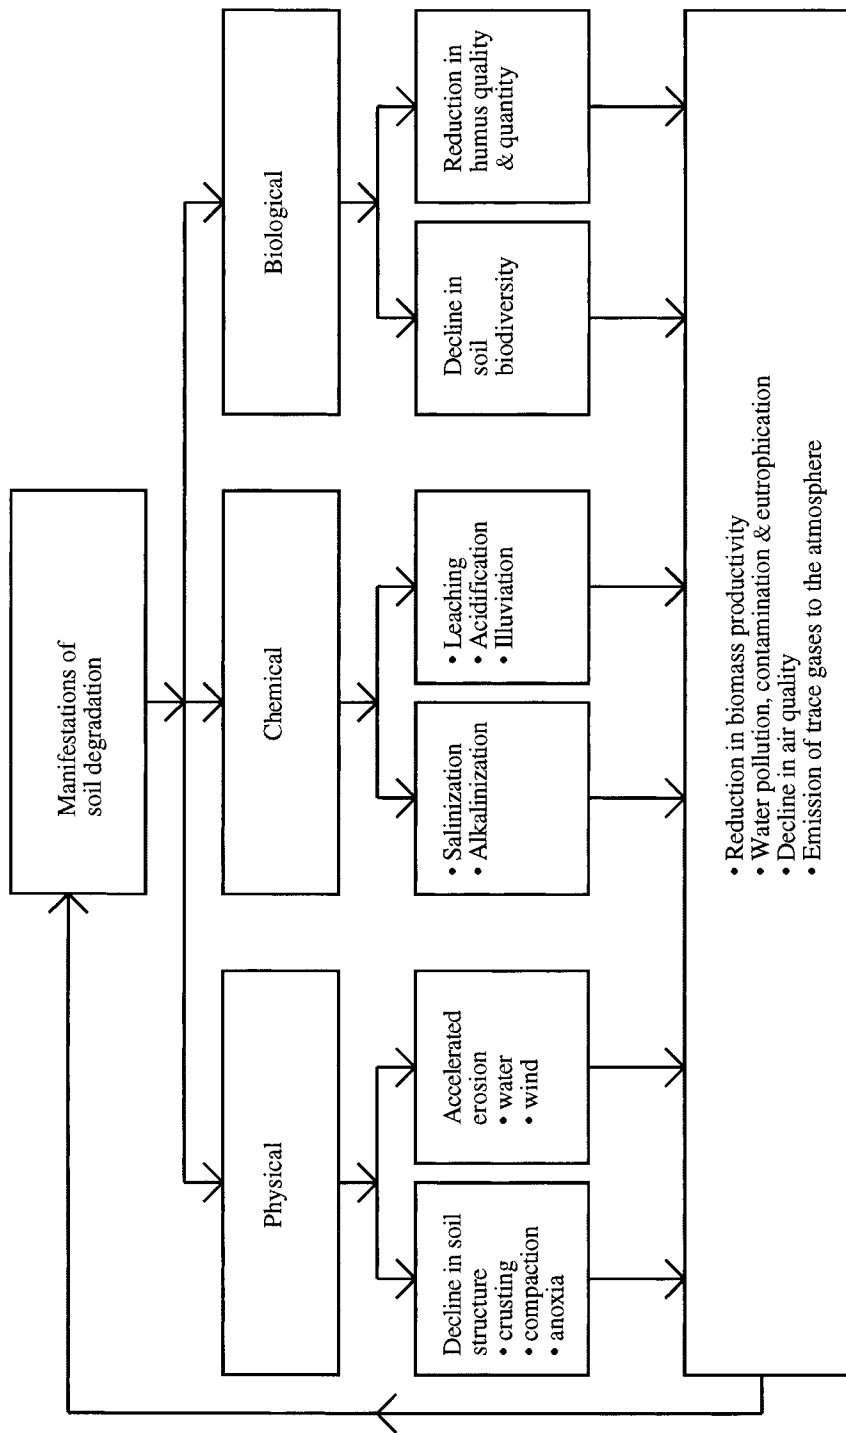 Manifestations of
soil degradation
Physical
Chemical
Biological
Decline in soil
structure
• crusting
• compaction
• anoxia
Accelerated
erosion
• water
• wind
• Salinization
• Alkalinization
• Leaching
• Acidification
• Illuviation
Decline in
soil
biodiversity
Reduction in
humus quality
& quantity
• Reduction in biomass productivity
• Water pollution, contamination & eutrophication
• Decline in air quality
• Emission of trace gases to the atmosphere